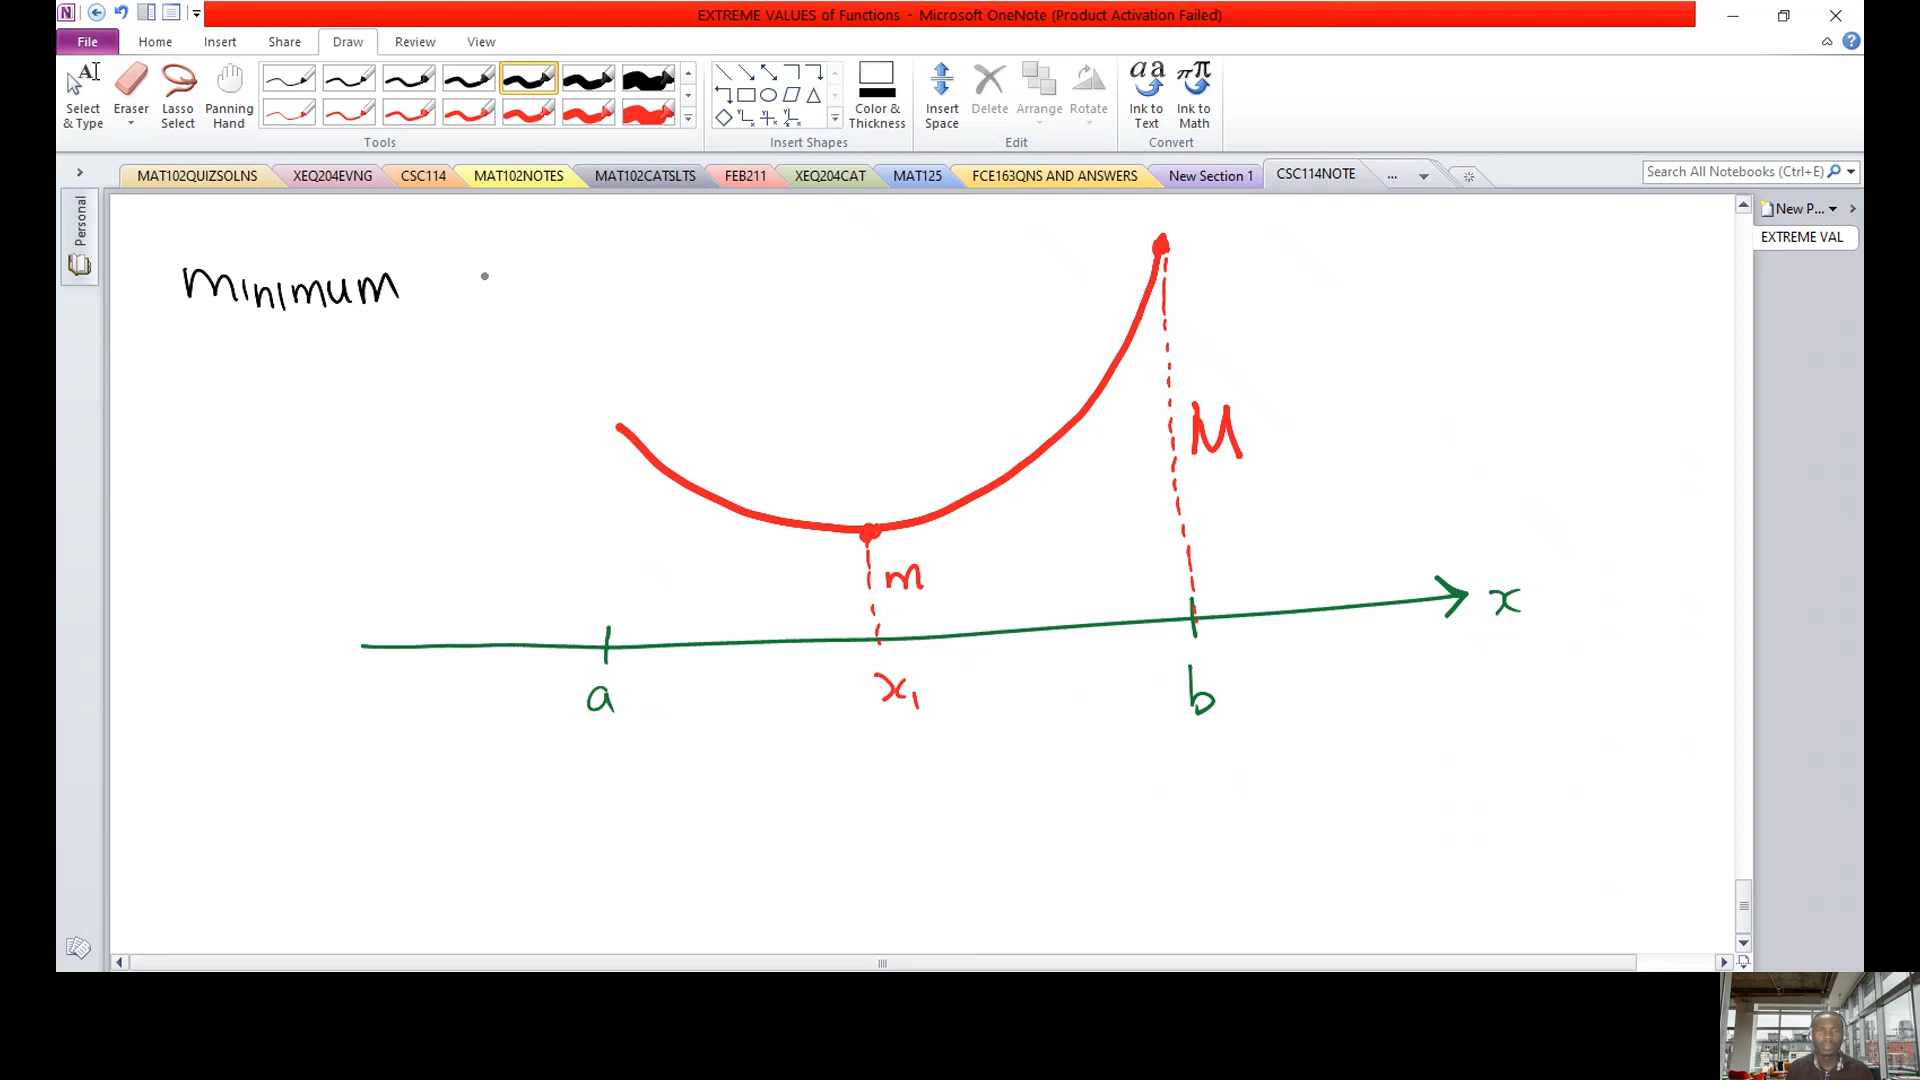 EXTREME VALUES of Functions - Microsoft OneNote (Product Activation Failed)
File Home Insert Share Draw Review View
Select & Type
Eraser
Lasso Select
Panning Hand
Color & Thickness
Insert Space
Delete
Arrange
Rotate
Ink to Text
Ink to Math
Tools
Insert Shapes
Edit
Convert
MAT102QUIZSOLNS XEQ204EVNG CSC114 MAT102NOTES MAT102CATSLTS FEB211 XEQ204CAT MAT125 FCE163QNS AND ANSWERS New Section 1 CSC114NOTE ...
Search All Notebooks (Ctrl+E)
Personal
New P...
EXTREME VAL
Minimum
M
m
x
a
x₁
b